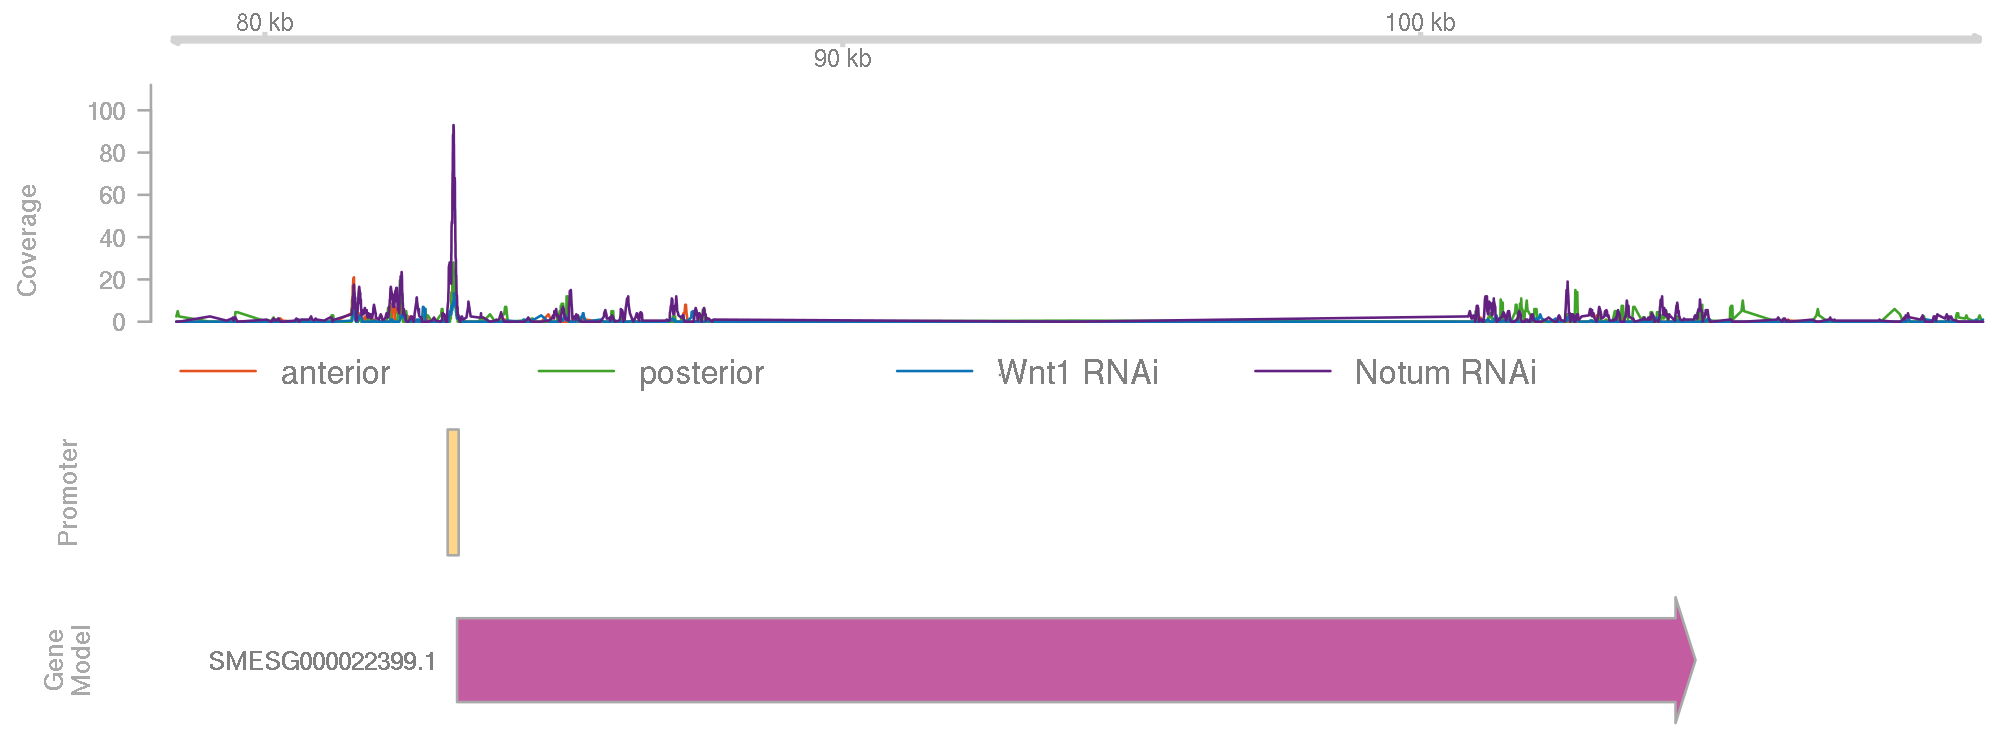 80 kb
100 kb
90 kb
Coverage
100
80
60
40
20
0
anterior posterior Wnt1 RNAi Notum RNAi
Promoter
Gene
Model
SMESG000022399.1